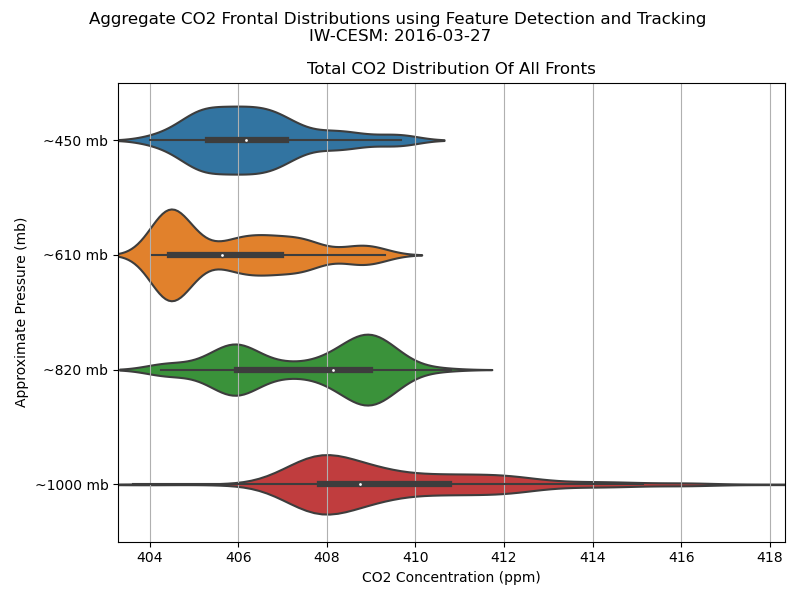 Aggregate CO2 Frontal Distributions using Feature Detection and Tracking
IW-CESM: 2016-03-27
Total CO2 Distribution Of All Fronts
Approximate Pressure (mb)
~450 mb
~610 mb
~820 mb
~1000 mb
404 406 408 410 412 414 416 418
CO2 Concentration (ppm)